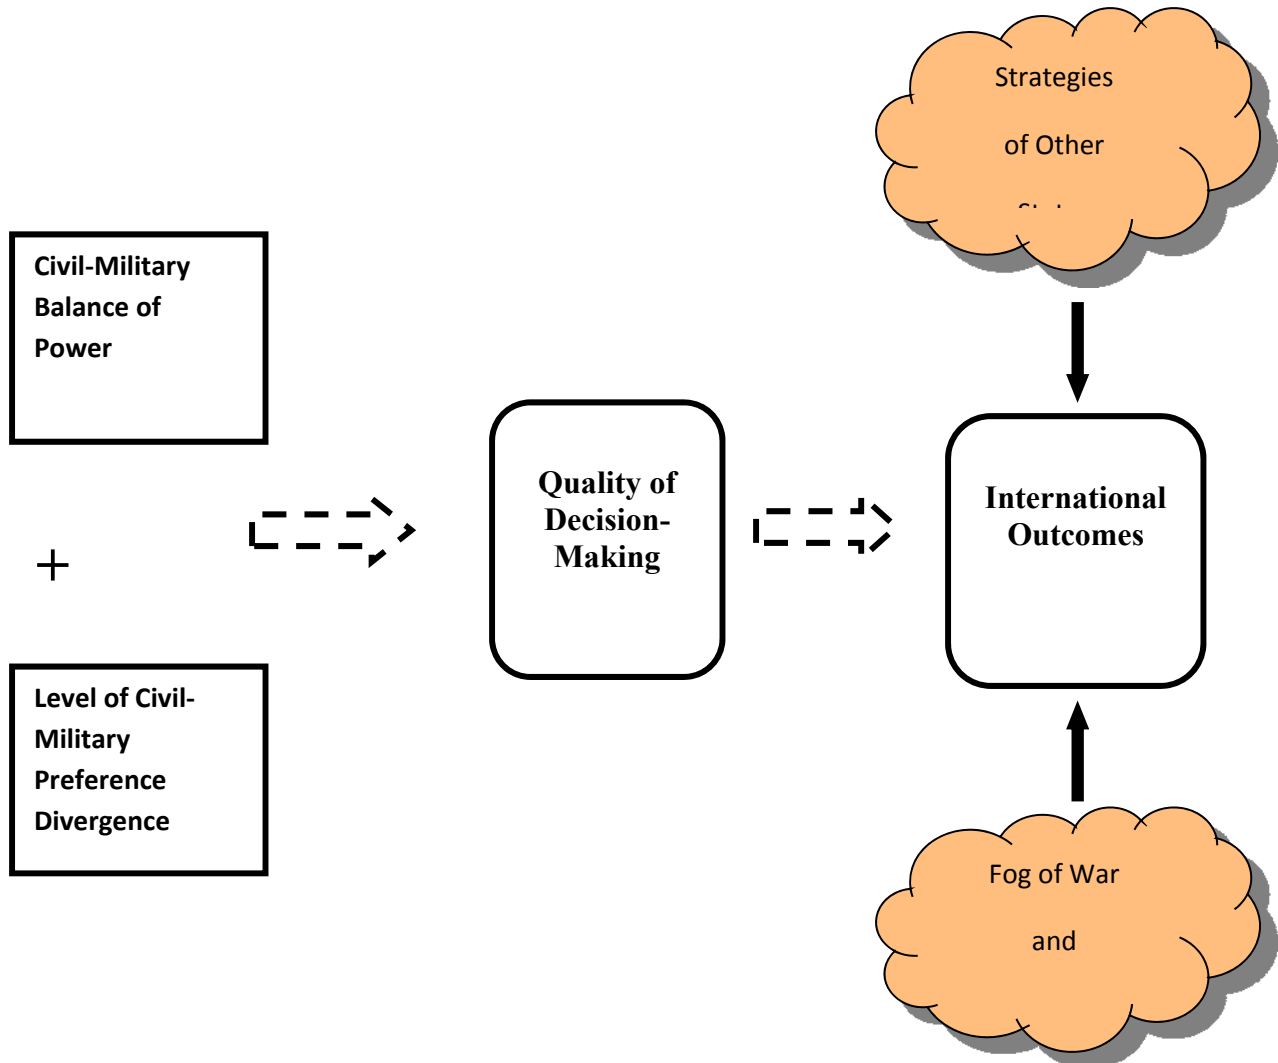 Strategies
of Other
Civil-Military
Balance of
Power
+
Quality of
Decision-
Making
International
Outcomes
Level of Civil-
Military
Preference
Divergence
Fog of War
and